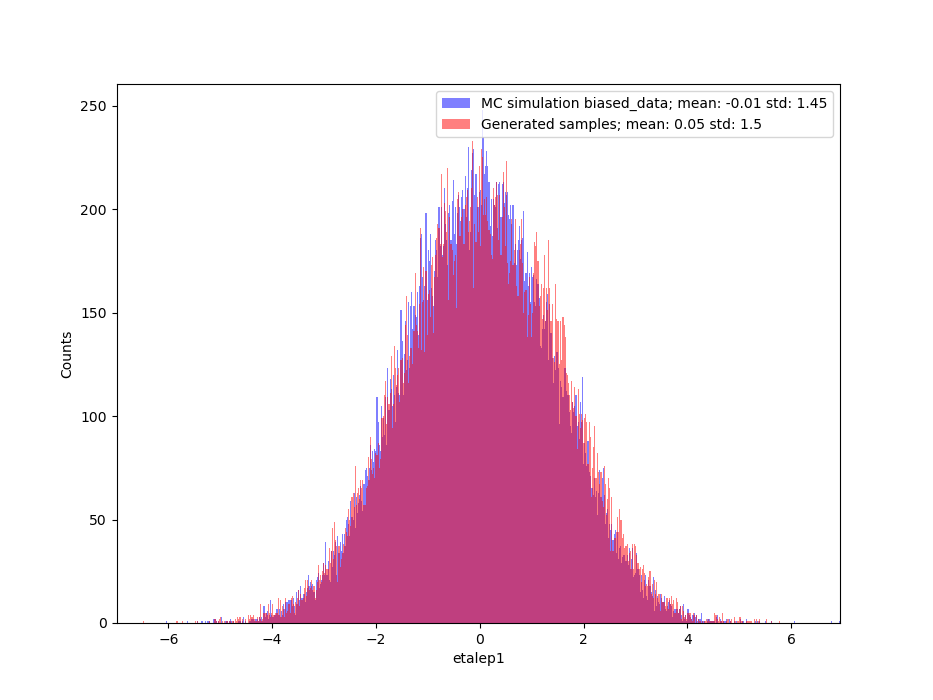 MC simulation biased_data; mean: -0.01 std: 1.45
Generated samples; mean: 0.05 std: 1.5
250
200
150
100
50
0
Counts
−6 −4 −2 0 2 4 6
etalep1